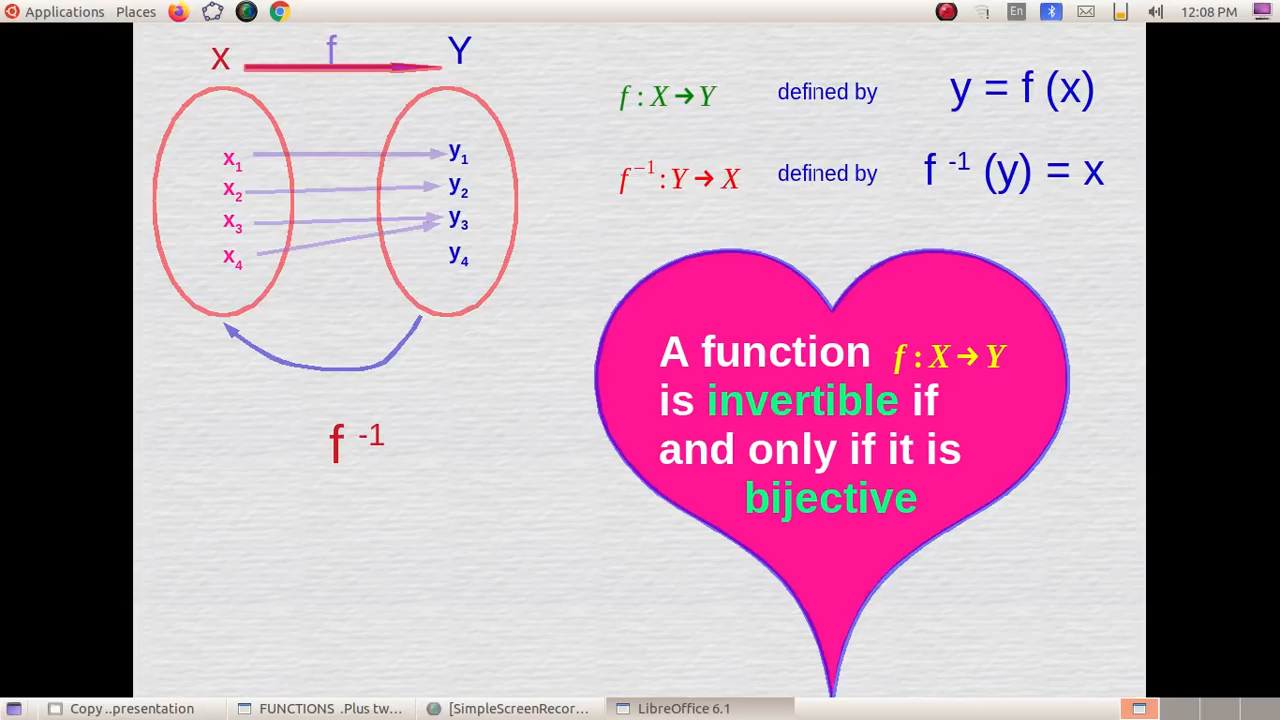 Applications Places En 12:08 PM
x f Y
f : X → Y defined by y = f (x)
x1 y1
x2 y2
x3 y3
x4 y4
f⁻¹ : Y → X defined by f ⁻¹ (y) = x
A function f : X → Y
is invertible if
and only if it is
bijective
f ⁻¹
Copy ..presentation FUNCTIONS .Plus tw... [SimpleScreenRecor... LibreOffice 6.1